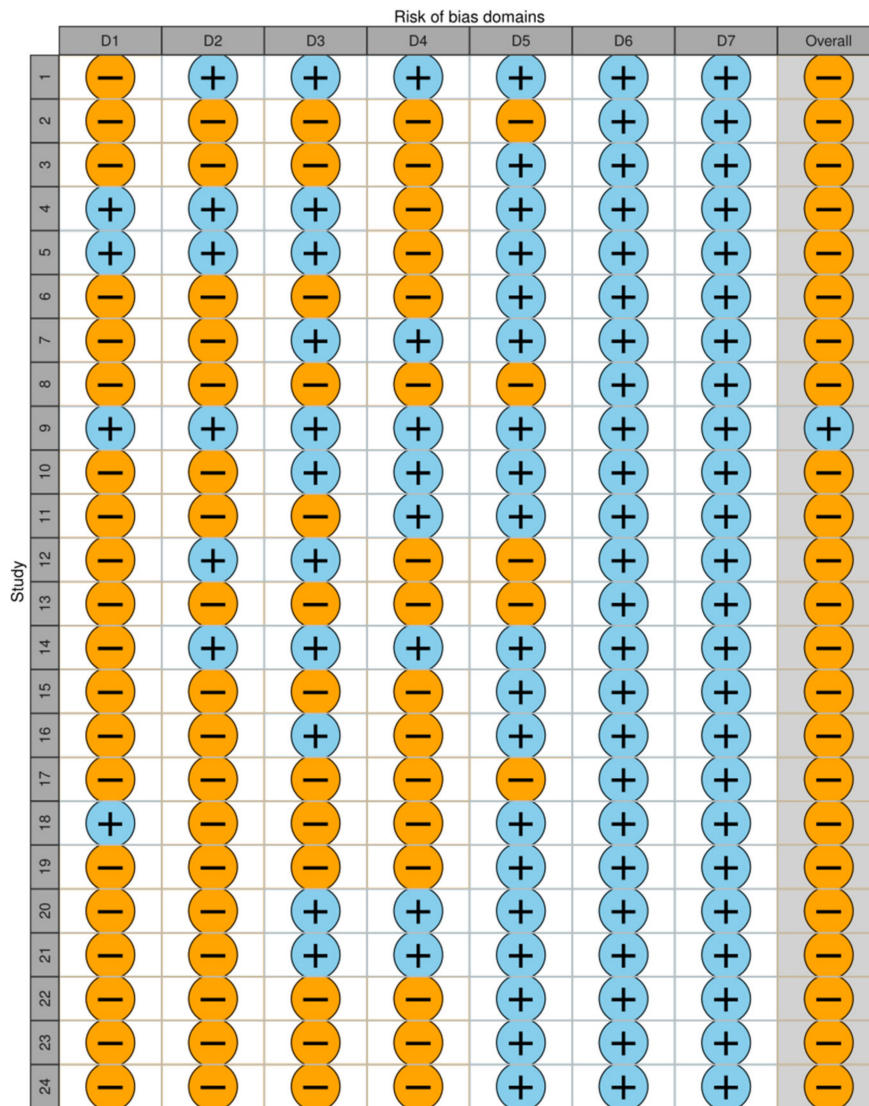 Risk of bias domains
D1 D2 D3 D4 D5 D6 D7 Overall
Study
1 − + + + + + + −
2 − − − − − + + −
3 − − − − + + + −
4 + + + − + + + −
5 + + + − + + + −
6 − − − − + + + −
7 − − + + + + + −
8 − − − − − + + −
9 + + + + + + + +
10 − − + + + + + −
11 − − − + + + + −
12 − + + − − + + −
13 − − − − − + + −
14 − + + + + + + −
15 − − − − + + + −
16 − − + − + + + −
17 − − − − − + + −
18 + − − − + + + −
19 − − − − + + + −
20 − − + + + + + −
21 − − + + + + + −
22 − − − − + + + −
23 − − − − + + + −
24 − − − − + + + −